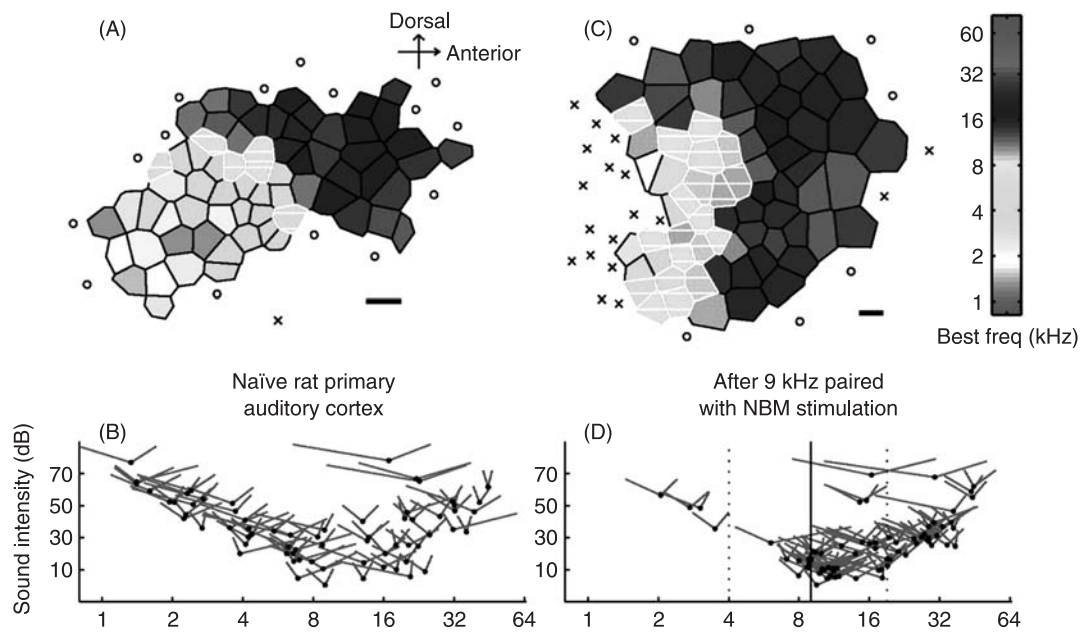 (A)
Dorsal
Anterior
(C)
60
32
16
8
4
2
1
Best freq (kHz)
Naïve rat primary
auditory cortex
After 9 kHz paired
with NBM stimulation
(B)
(D)
Sound intensity (dB)
70
50
30
10
70
50
30
10
1 2 4 8 16 32 64
1 2 4 8 16 32 64